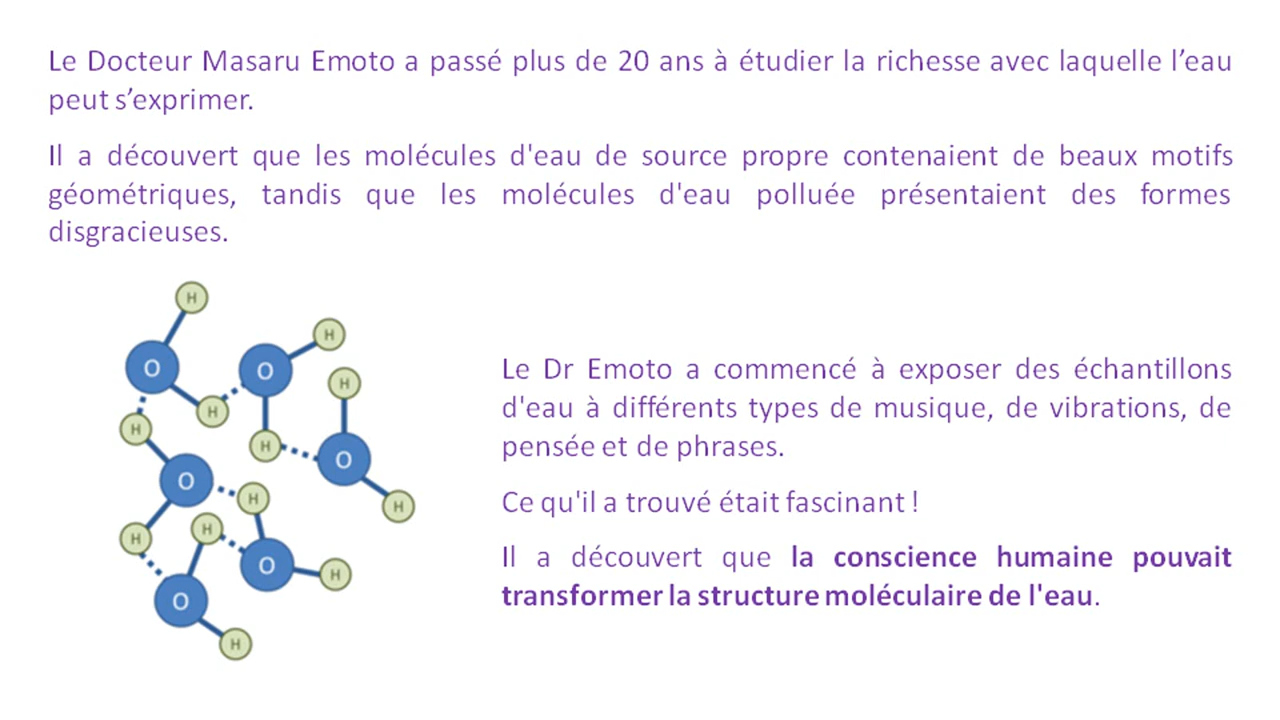 Le Docteur Masaru Emoto a passé plus de 20 ans à étudier la richesse avec laquelle l’eau
peut s’exprimer.
Il a découvert que les molécules d'eau de source propre contenaient de beaux motifs
géométriques, tandis que les molécules d'eau polluée présentaient des formes
disgracieuses.
H
H
O
O
H
H
H
H
O
O
H
H
H
H
O
H
O
H
Le Dr Emoto a commencé à exposer des échantillons
d'eau à différents types de musique, de vibrations, de
pensée et de phrases.
Ce qu'il a trouvé était fascinant !
Il a découvert que la conscience humaine pouvait
transformer la structure moléculaire de l'eau.